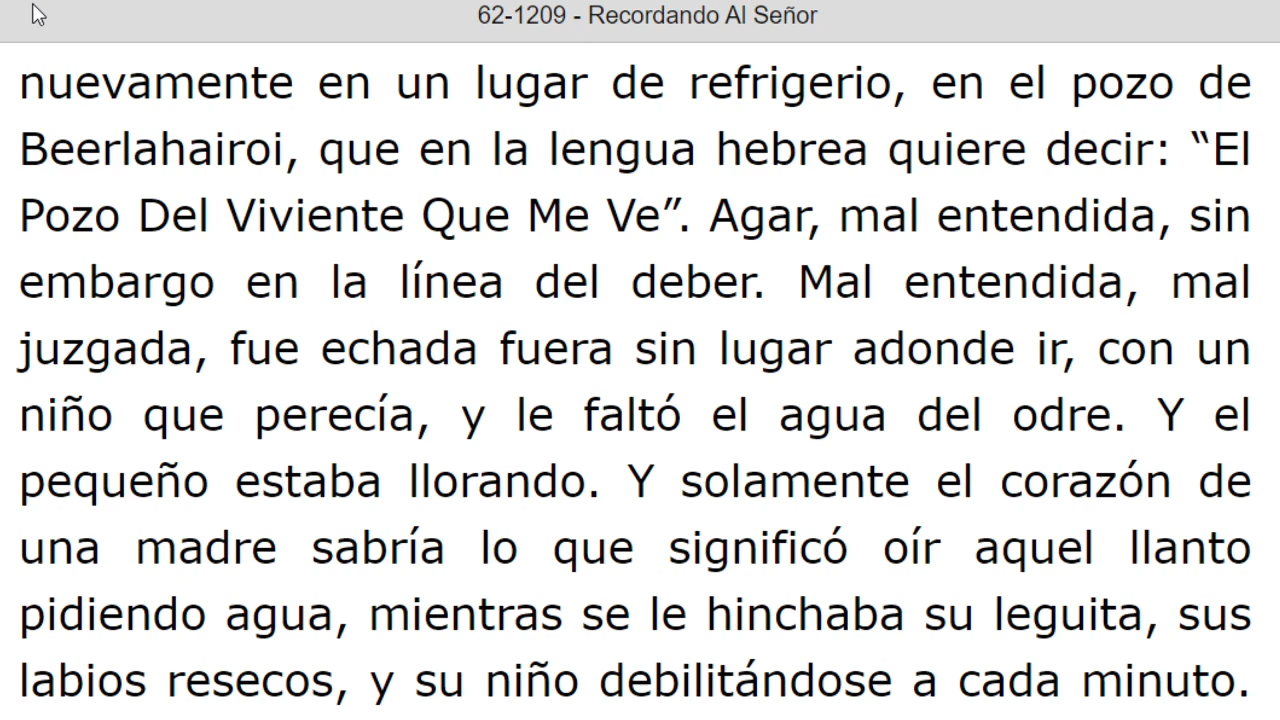 62-1209 - Recordando Al Señor
nuevamente en un lugar de refrigerio, en el pozo de
Beerlahairoi, que en la lengua hebrea quiere decir: “El
Pozo Del Viviente Que Me Ve”. Agar, mal entendida, sin
embargo en la línea del deber. Mal entendida, mal
juzgada, fue echada fuera sin lugar adonde ir, con un
niño que perecía, y le faltó el agua del odre. Y el
pequeño estaba llorando. Y solamente el corazón de
una madre sabría lo que significó oír aquel llanto
pidiendo agua, mientras se le hinchaba su leguita, sus
labios resecos, y su niño debilitándose a cada minuto.